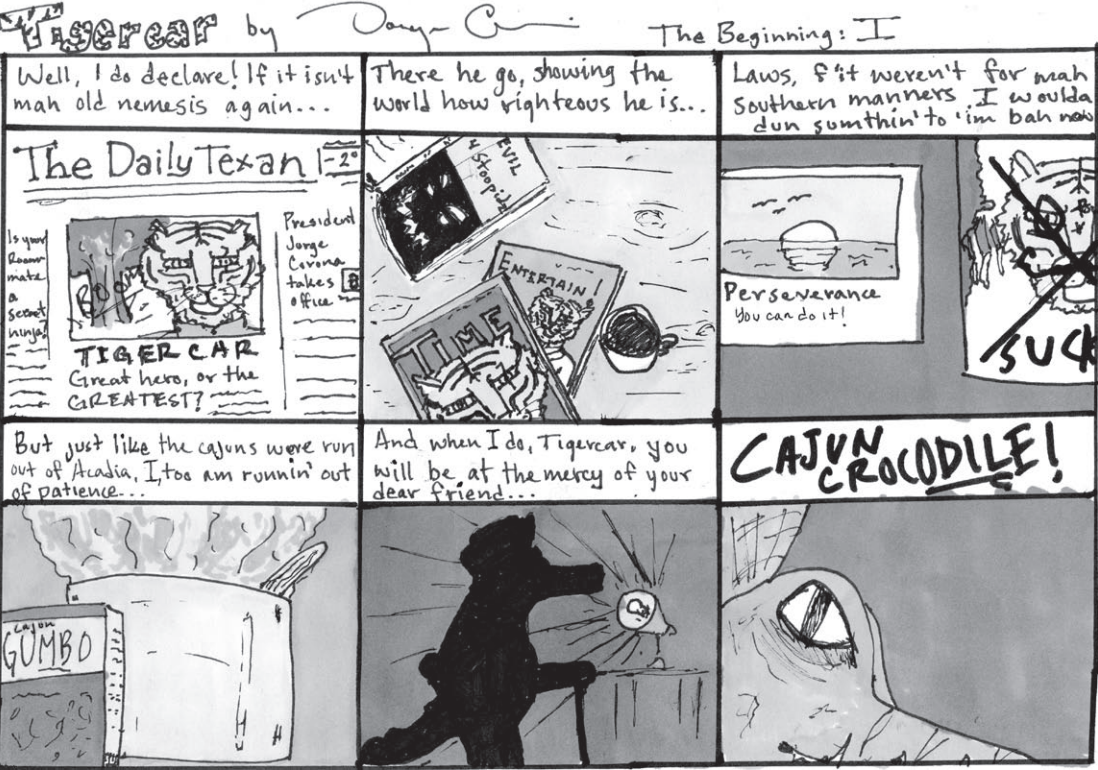 Tigercar by
The Beginning: I
Well, I do declare! If it isn't
mah old nemesis again...
There he go, showing the
world how righteous he is...
Laws, f'it weren't for mah
Southern manners I woulda
dun sumthin' to 'im bah now
The Daily Texan
-2°
Is your
make
a
secret
ninja?
BOO
President
Jorge
Corona
takes
office
TIGER CAR
Great hero, or the
GREATEST?
EVIL
Stoopid
ENTERTAIN!
TIME
Perseverance
You can do it!
SUCK
But just like the cajuns were run
out of Acadia, I, too am runnin' out
of patience...
And when I do, Tigercar, you
will be at the mercy of your
dear friend...
CAJUN
CROCODILE!
Cajun
GUMBO